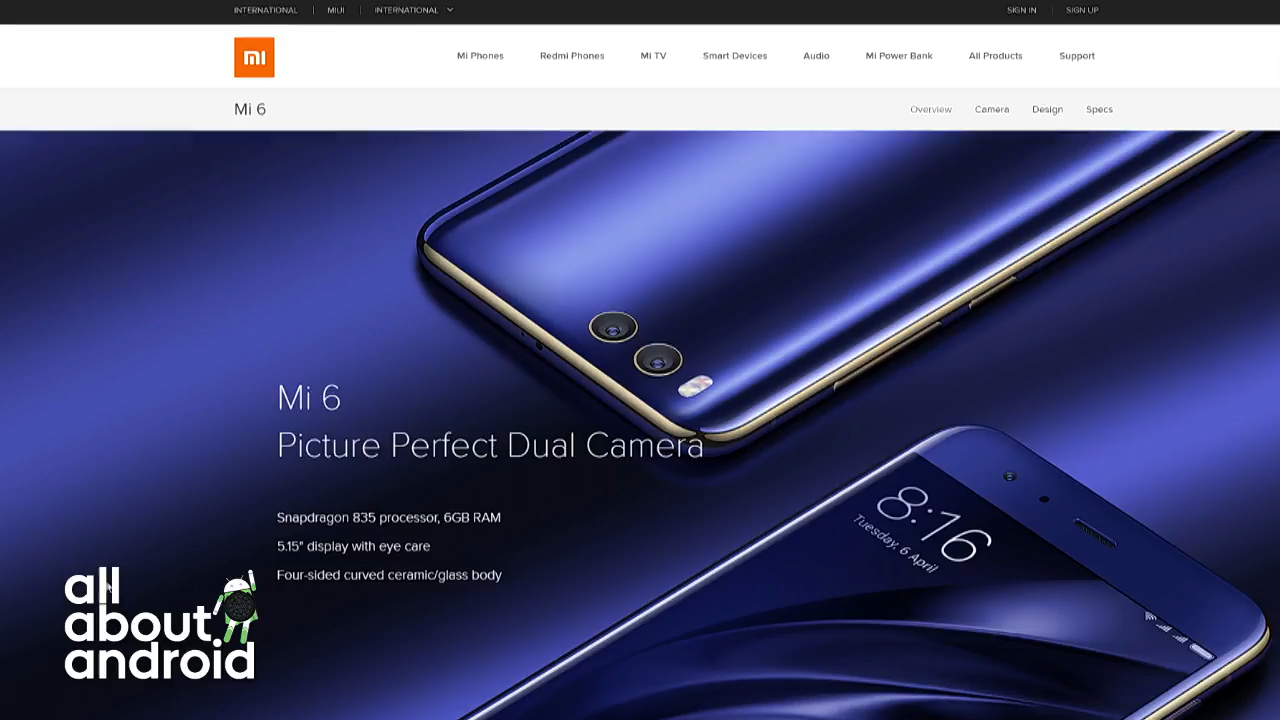 INTERNATIONAL | MIUI | INTERNATIONAL
SIGN IN | SIGN UP
mi
Mi Phones
Redmi Phones
Mi TV
Smart Devices
Audio
Mi Power Bank
All Products
Support
Mi 6
Overview
Camera
Design
Specs
Mi 6
Picture Perfect Dual Camera
Snapdragon 835 processor, 6GB RAM
5.15" display with eye care
Four-sided curved ceramic/glass body
8:16
Tuesday, 6 April
all
about
android